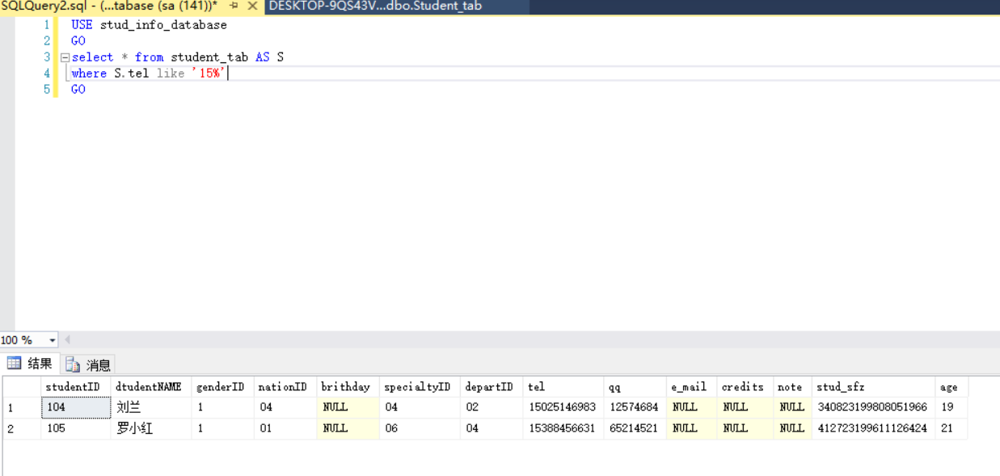 SQLQuery2.sql - (...tabase (sa (141))* DESKTOP-9QS43V...dbo.Student_tab
1 USE stud_info_database
2 GO
3 select * from student_tab AS S
4 where S.tel like '15%'
5 GO
100 %
结果 消息
studentID dtudentNAME genderID nationID brithday specialtyID departID tel qq e_mail credits note stud_sfz age
1 104 刘兰 1 04 NULL 04 02 15025146983 12574684 NULL NULL NULL 340823199808051966 19
2 105 罗小红 1 01 NULL 06 04 15388456631 65214521 NULL NULL NULL 412723199611126424 21